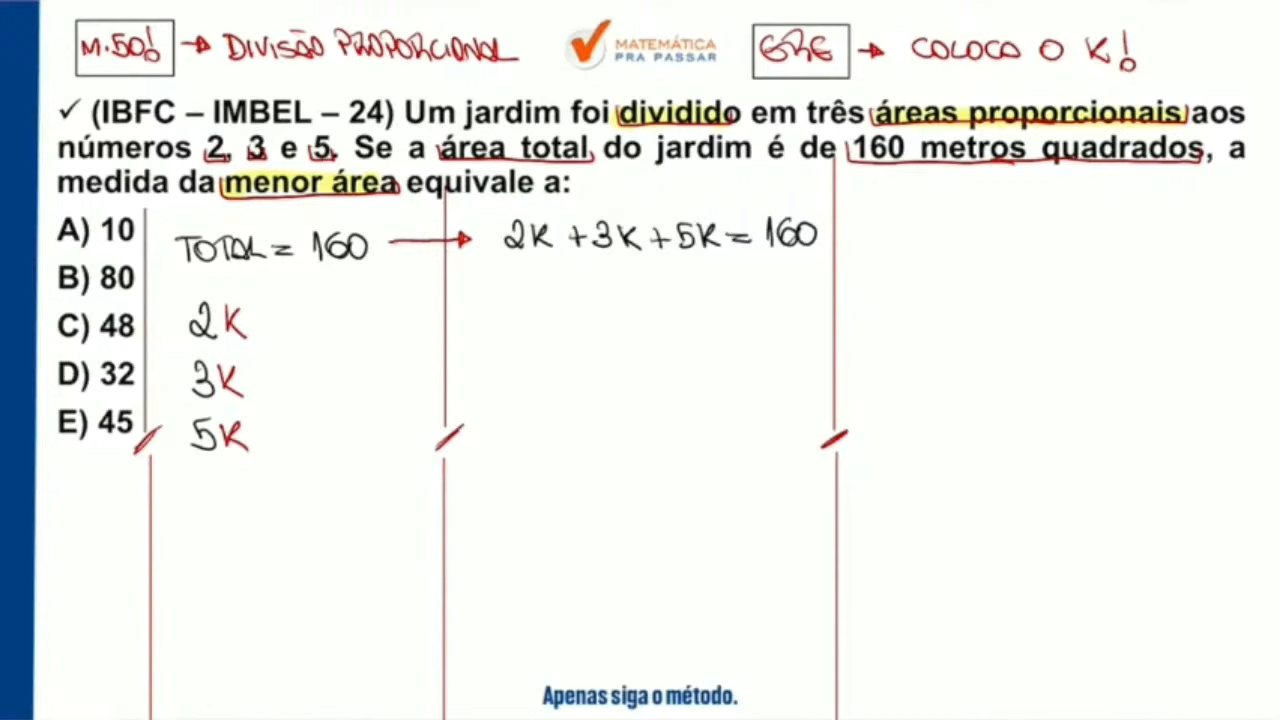 M.50! → DIVISÃO PROPORCIONAL
MATEMÁTICA
PRA PASSAR
→ COLOCO O K!
✓ (IBFC – IMBEL – 24) Um jardim foi dividido em três áreas proporcionais aos
números 2, 3 e 5. Se a área total do jardim é de 160 metros quadrados, a
medida da menor área equivale a:
A) 10
B) 80
C) 48
D) 32
E) 45
TOTAL = 160 → 2K + 3K + 5K = 160
2K
3K
5K
Apenas siga o método.